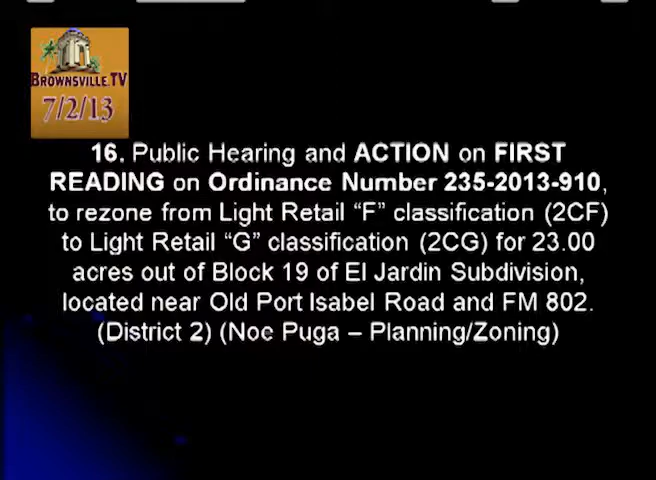 BROWNSVILLE.TV
7/2/13
16. Public Hearing and ACTION on FIRST
READING on Ordinance Number 235-2013-910,
to rezone from Light Retail “F” classification (2CF)
to Light Retail “G” classification (2CG) for 23.00
acres out of Block 19 of El Jardin Subdivision,
located near Old Port Isabel Road and FM 802.
(District 2) (Noe Puga – Planning/Zoning)